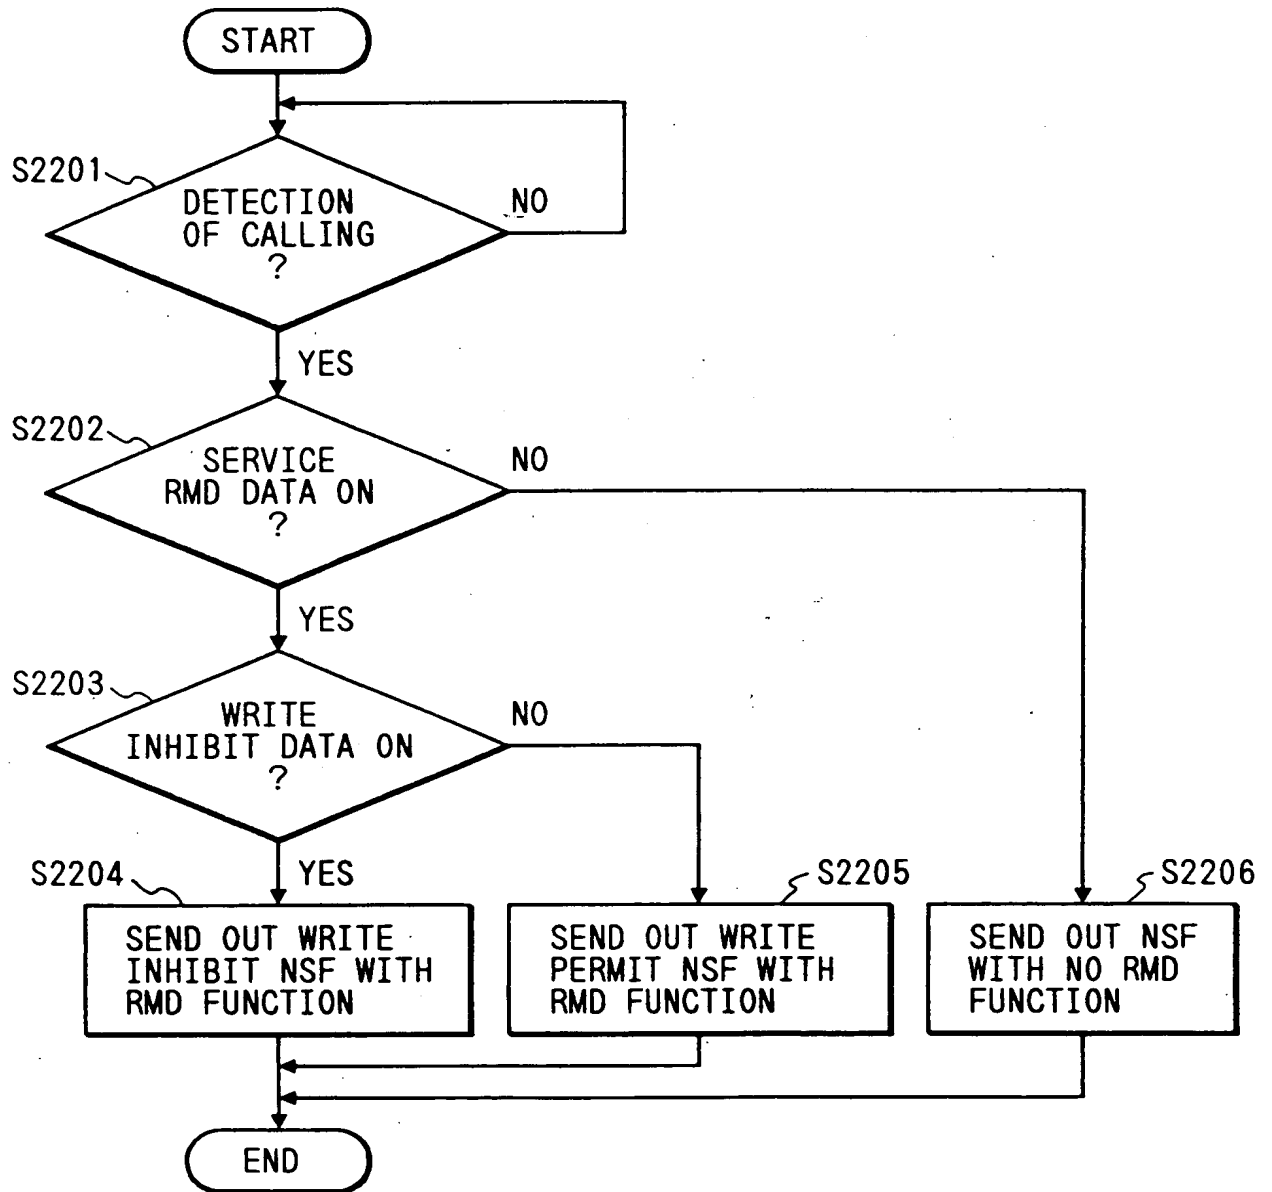 START
S2201
DETECTION
OF CALLING
?
NO
YES
S2202
SERVICE
RMD DATA ON
?
NO
YES
S2203
WRITE
INHIBIT DATA ON
?
NO
YES
S2204
SEND OUT WRITE
INHIBIT NSF WITH
RMD FUNCTION
S2205
SEND OUT WRITE
PERMIT NSF WITH
RMD FUNCTION
S2206
SEND OUT NSF
WITH NO RMD
FUNCTION
END